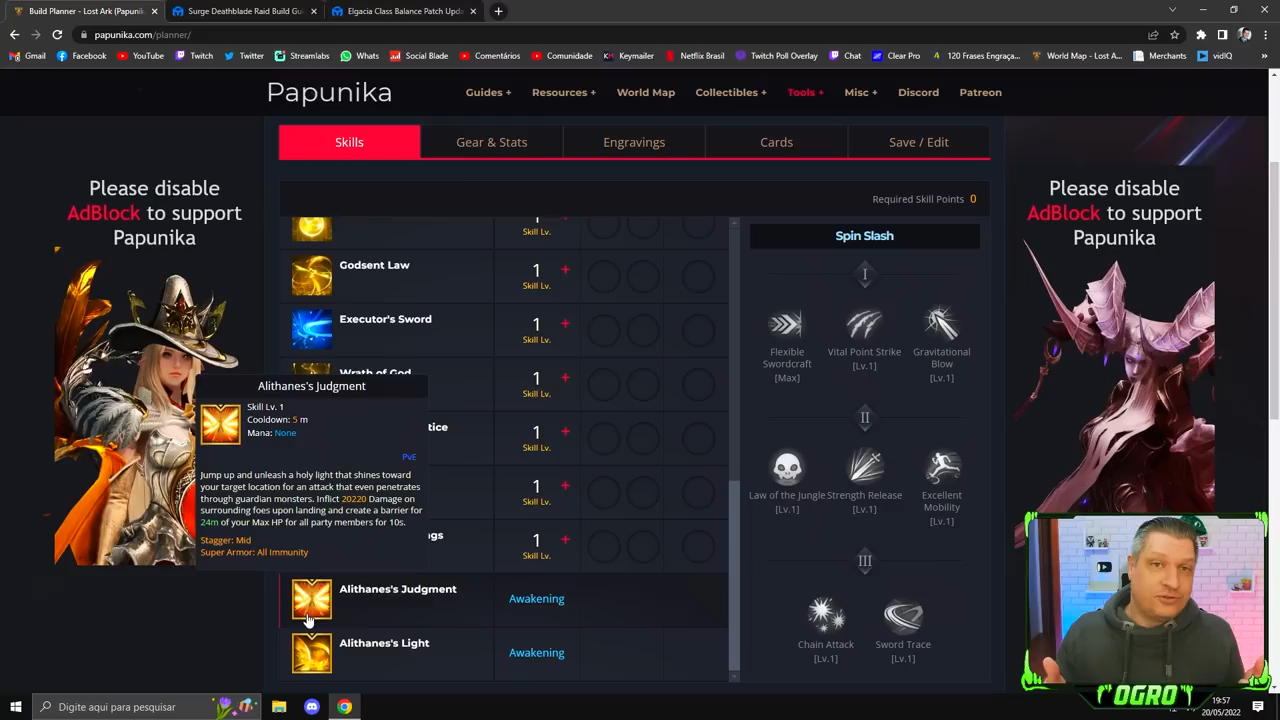 Build Planner - Lost Ark (Papunik
Surge Deathblade Raid Build Gu
Elgacia Class Balance Patch Upda
papunika.com/planner/
Gmail
Facebook
YouTube
Twitch
Twitter
Streamlabs
Whats
Social Blade
Comentários
Comunidade
Keymailer
Netflix Brasil
Twitch Poll Overlay
Chat
Clear Pro
120 Frases Engraça...
World Map - Lost A...
Merchants
vidIQ
Papunika
Guides +
Resources +
World Map
Collectibles +
Tools +
Misc +
Discord
Patreon
Skills
Gear & Stats
Engravings
Cards
Save / Edit
Please disable
AdBlock to support
Papunika
Please disable
AdBlock to support
Papunika
Required Skill Points 0
Skill Lv.
Godsent Law
1
Skill Lv.
Executor's Sword
1
Skill Lv.
Wrath of God
1
Skill Lv.
tice
1
Skill Lv.
1
Skill Lv.
ngs
1
Skill Lv.
Alithanes's Judgment
Awakening
Alithanes's Light
Awakening
Alithanes's Judgment
Skill Lv. 1
Cooldown: 5 m
Mana: None
PvE
Jump up and unleash a holy light that shines toward
your target location for an attack that even penetrates
through guardian monsters. Inflict 20220 Damage on
surrounding foes upon landing and create a barrier for
24m of your Max HP for all party members for 10s.
Stagger: Mid
Super Armor: All Immunity
Spin Slash
I
Flexible
Swordcraft
[Max]
Vital Point Strike
[Lv.1]
Gravitational
Blow
[Lv.1]
II
Law of the Jungle
[Lv.1]
Strength Release
[Lv.1]
Excellent
Mobility
[Lv.1]
III
Chain Attack
[Lv.1]
Sword Trace
[Lv.1]
OGRO
Digite aqui para pesquisar
19:57
20/05/2022